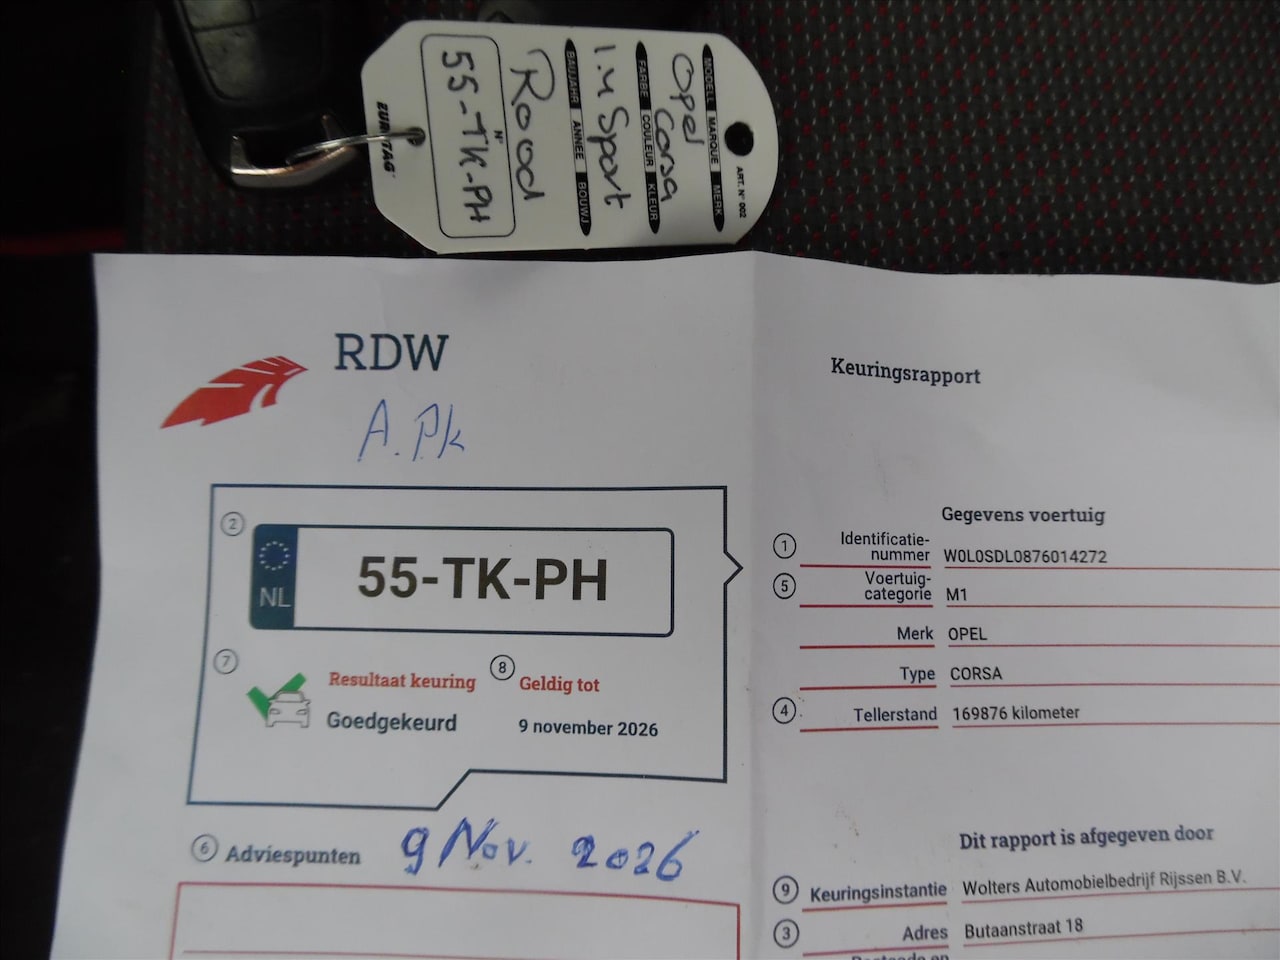 ART. N° 002
MODELL MARQUE MERK
Opel Corsa
FARBE COULEUR KLEUR
1.4 Sport
BAUJAHR ANNÉE BOUWJ
Rood
N°
55-TK-PH
EUROTAG
RDW
A.P.k
Keuringsrapport
2
NL
55-TK-PH
7
Resultaat keuring
Goedgekeurd
8
Geldig tot
9 november 2026
6 Adviespunten
9 Nov. 2026
Gegevens voertuig
1 Identificatie-
nummer W0L0SDL0876014272
5 Voertuig-
categorie M1
Merk OPEL
Type CORSA
4 Tellerstand 169876 kilometer
Dit rapport is afgegeven door
9 Keuringsinstantie Wolters Automobielbedrijf Rijssen B.V.
3 Adres Butaanstraat 18